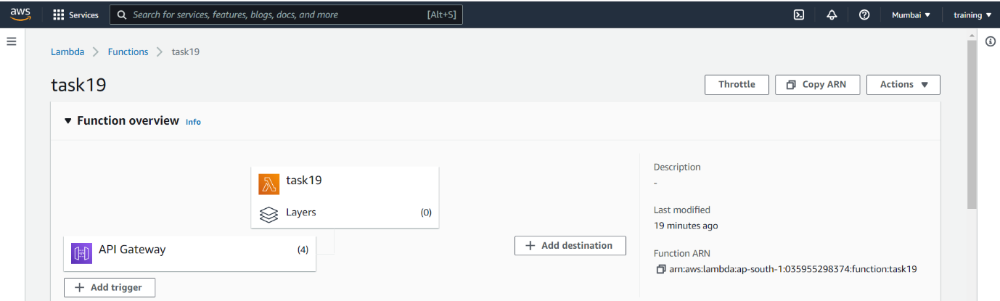 aws Services Search for services, features, blogs, docs, and more [Alt+S] Mumbai training
Lambda Functions task19
task19 Throttle Copy ARN Actions
Function overview Info
task19
Layers (0)
API Gateway (4)
Add trigger
Add destination
Description
-
Last modified
19 minutes ago
Function ARN
arn:aws:lambda:ap-south-1:035955298374:function:task19